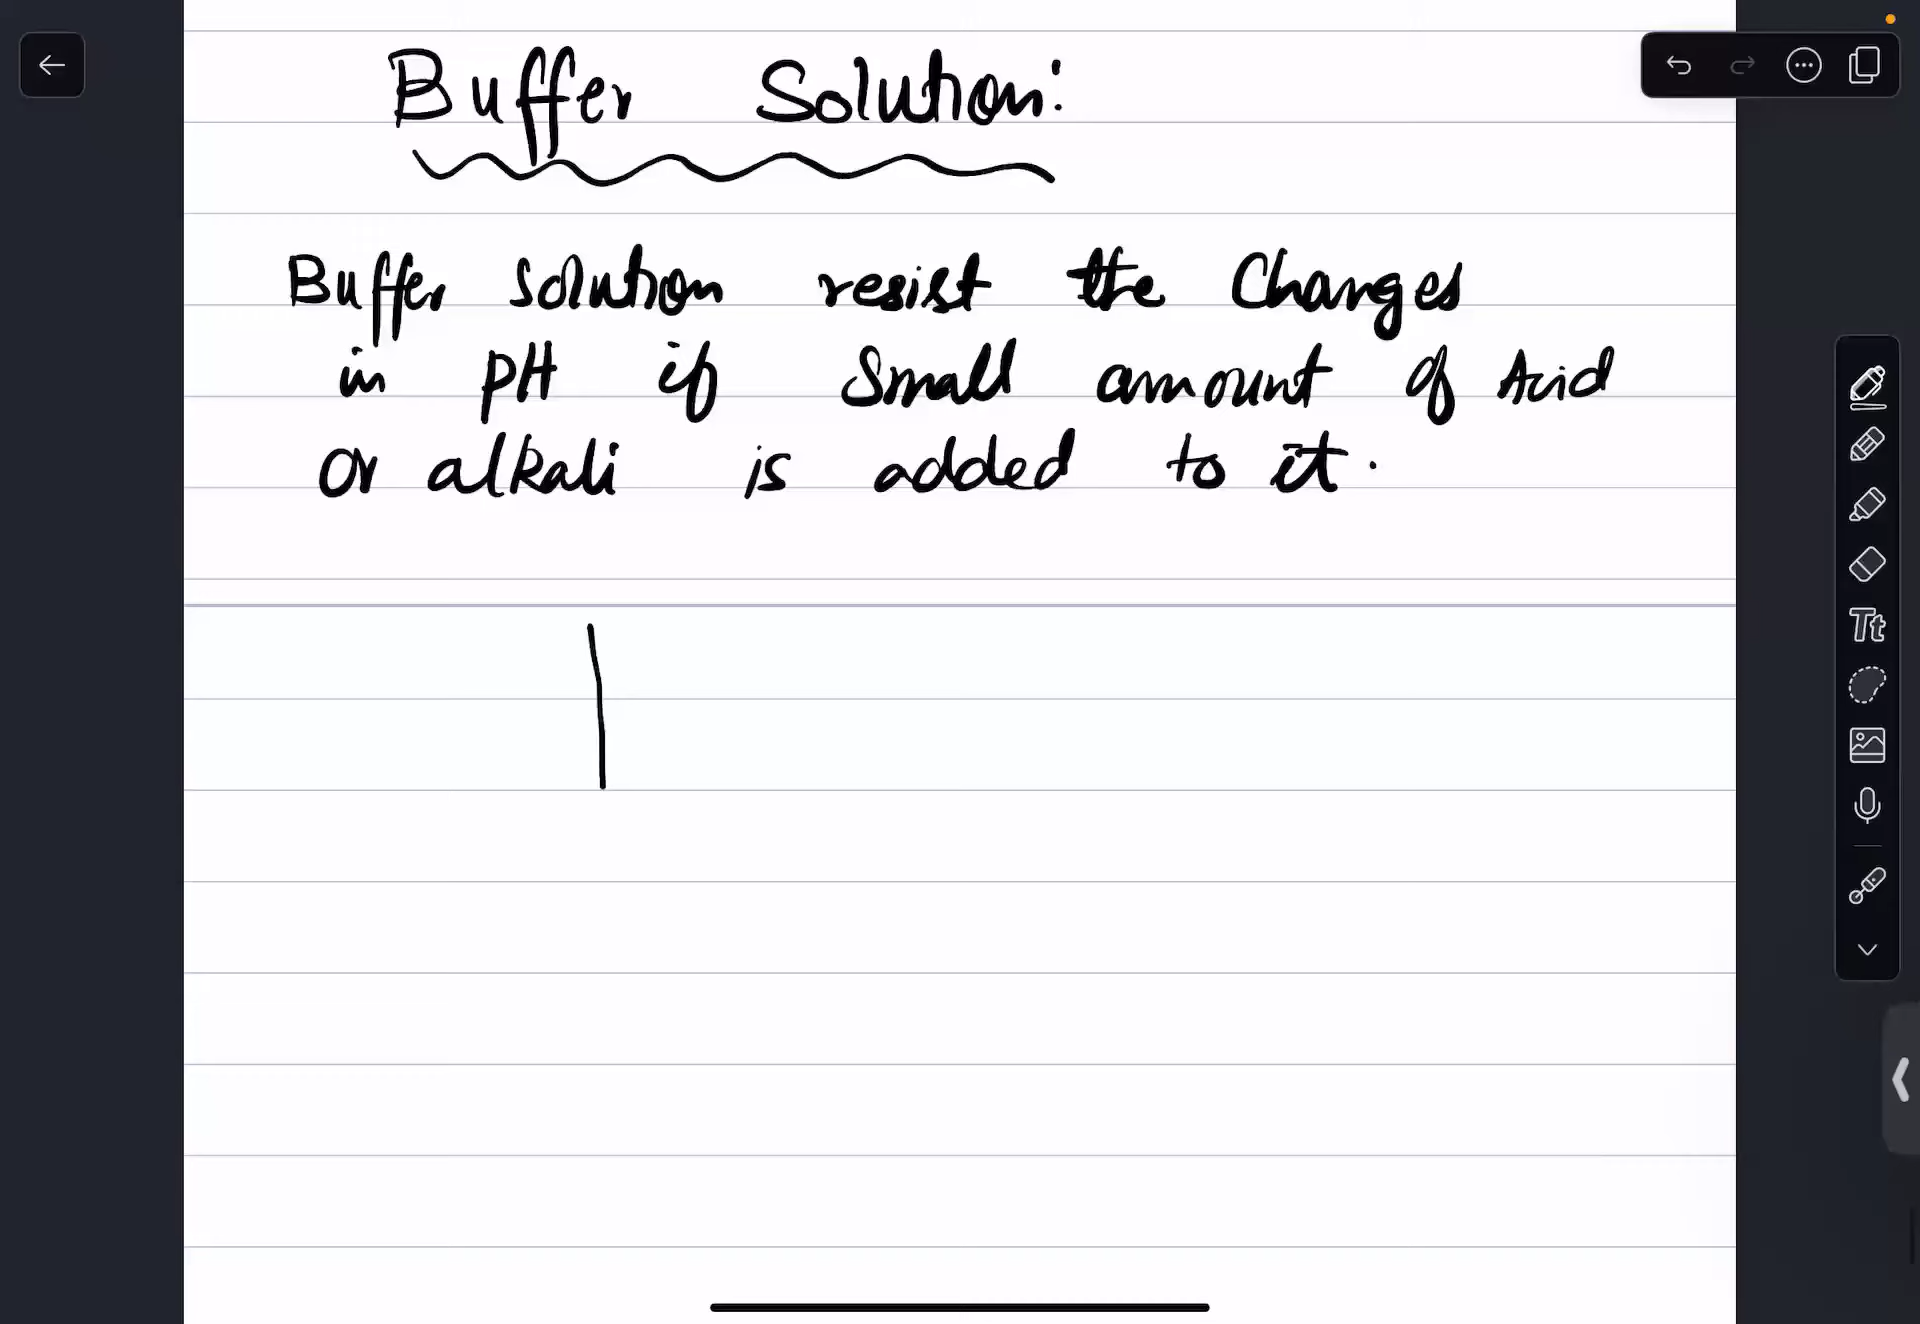 Buffer Solution:
Buffer solution resist the Changes
in pH if Small amount of Acid
or alkali is added to it.
Tt